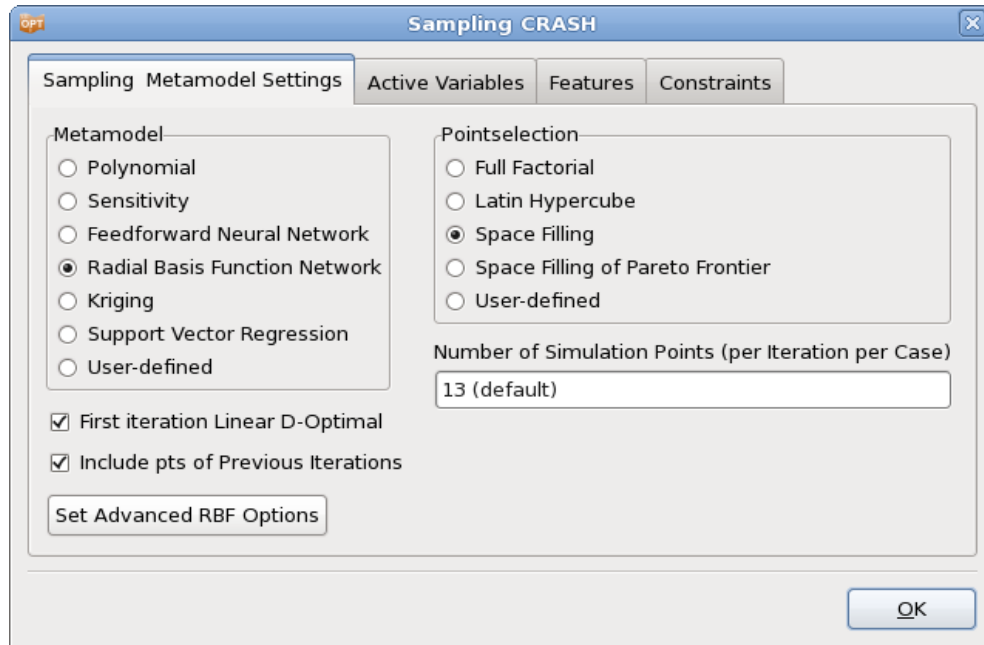 OPT
Sampling CRASH
Sampling  Metamodel Settings
Active Variables
Features
Constraints
Metamodel
Polynomial
Sensitivity
Feedforward Neural Network
Radial Basis Function Network
Kriging
Support Vector Regression
User-defined
First iteration Linear D-Optimal
Include pts of Previous Iterations
Set Advanced RBF Options
Pointselection
Full Factorial
Latin Hypercube
Space Filling
Space Filling of Pareto Frontier
User-defined
Number of Simulation Points (per Iteration per Case)
13 (default)
OK